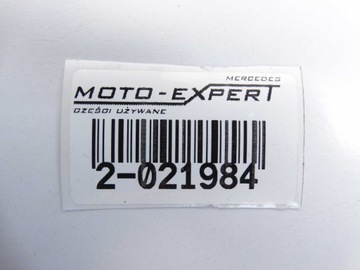 MERCEDES
MOTO-EXPERT
CZĘŚCI UŻYWANE
2-021984